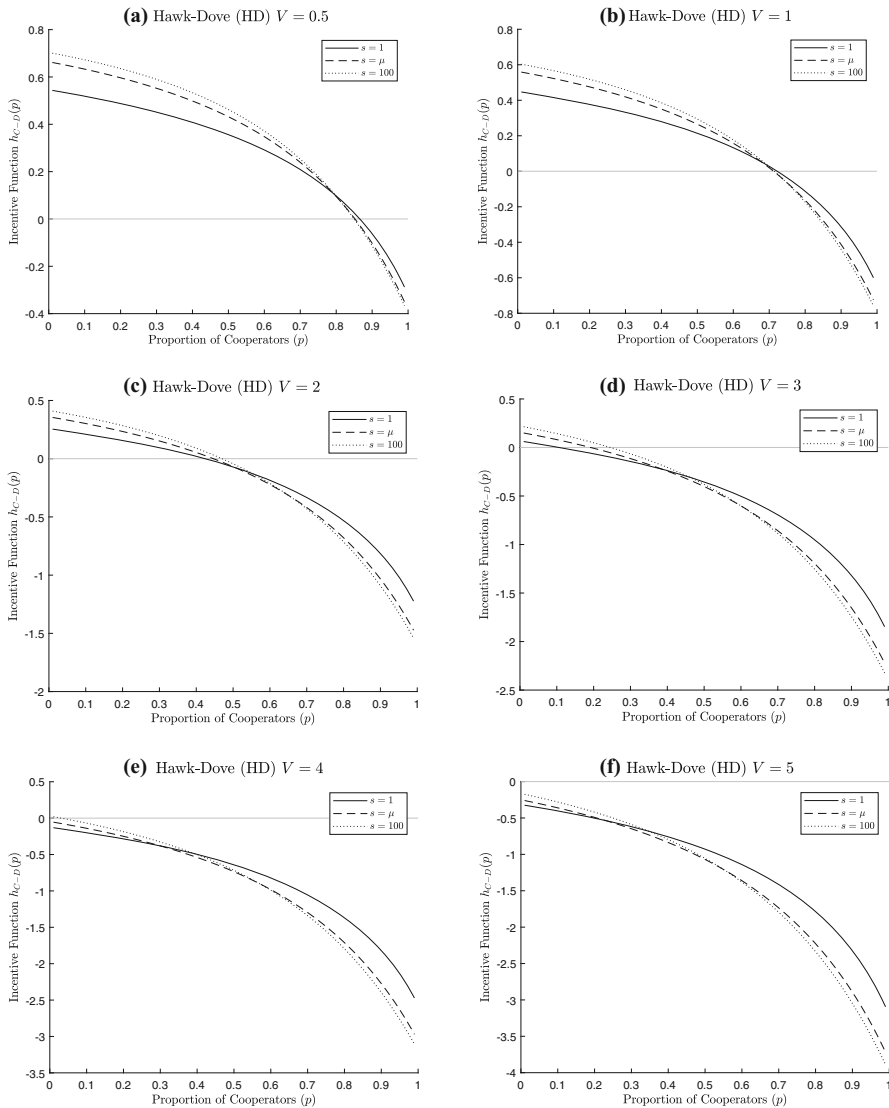 (a) Hawk-Dove (HD) V = 0.5
0.8
0.6
0.4
0.2
0
-0.2
-0.4
Incentive Function h_{C-D}(p)
s = 1
s = μ
s = 100
0 0.1 0.2 0.3 0.4 0.5 0.6 0.7 0.8 0.9 1
Proportion of Cooperators (p)
(b) Hawk-Dove (HD) V = 1
0.8
0.6
0.4
0.2
0
-0.2
-0.4
-0.6
-0.8
Incentive Function h_{C-D}(p)
s = 1
s = μ
s = 100
0 0.1 0.2 0.3 0.4 0.5 0.6 0.7 0.8 0.9 1
Proportion of Cooperators (p)
(c) Hawk-Dove (HD) V = 2
0.5
0
-0.5
-1
-1.5
-2
Incentive Function h_{C-D}(p)
s = 1
s = μ
s = 100
0 0.1 0.2 0.3 0.4 0.5 0.6 0.7 0.8 0.9 1
Proportion of Cooperators (p)
(d) Hawk-Dove (HD) V = 3
0.5
0
-0.5
-1
-1.5
-2
-2.5
Incentive Function h_{C-D}(p)
s = 1
s = μ
s = 100
0 0.1 0.2 0.3 0.4 0.5 0.6 0.7 0.8 0.9 1
Proportion of Cooperators (p)
(e) Hawk-Dove (HD) V = 4
0.5
0
-0.5
-1
-1.5
-2
-2.5
-3
-3.5
Incentive Function h_{C-D}(p)
s = 1
s = μ
s = 100
0 0.1 0.2 0.3 0.4 0.5 0.6 0.7 0.8 0.9 1
Proportion of Cooperators (p)
(f) Hawk-Dove (HD) V = 5
0
-0.5
-1
-1.5
-2
-2.5
-3
-3.5
-4
Incentive Function h_{C-D}(p)
s = 1
s = μ
s = 100
0 0.1 0.2 0.3 0.4 0.5 0.6 0.7 0.8 0.9 1
Proportion of Cooperators (p)